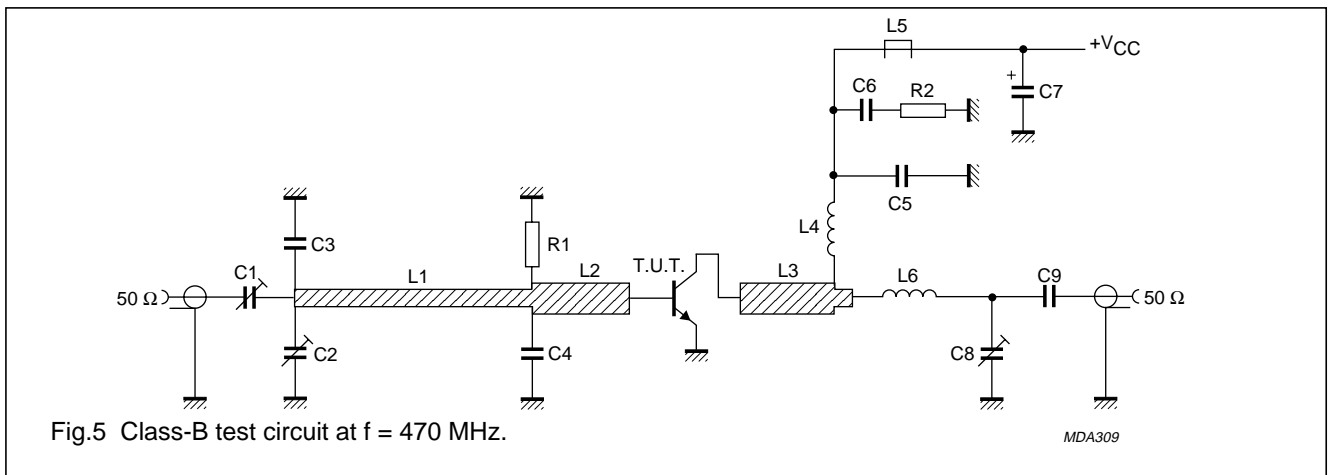 L5
+VCC
C6
R2
+
C7
C5
L4
C3
R1
C1
L1
L2
T.U.T.
L3
L6
C9
50 Ω
50 Ω
C2
C4
C8
Fig.5 Class-B test circuit at f = 470 MHz.
MDA309